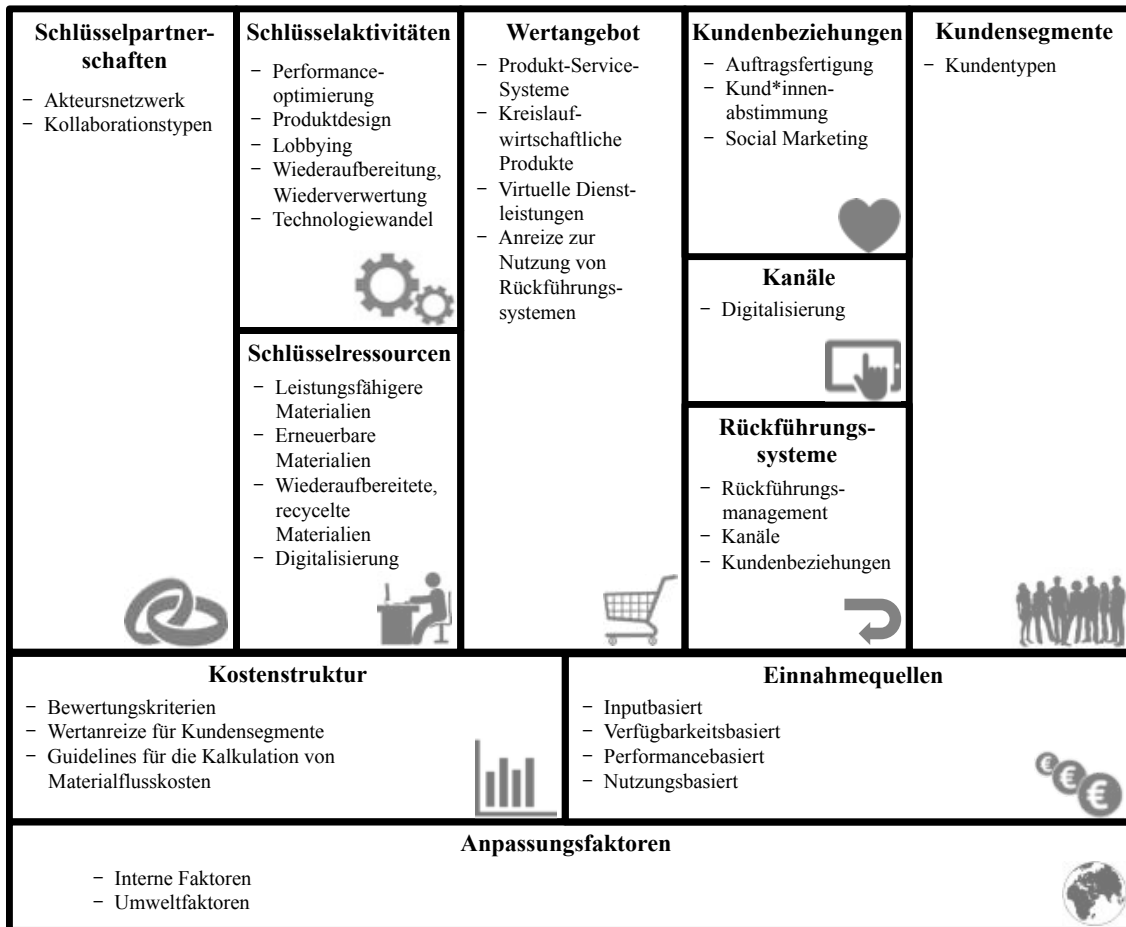 Schlüsselpartner-
schaften
– Akteursnetzwerk
– Kollaborationstypen
Schlüsselaktivitäten
– Performance-
optimierung
– Produktdesign
– Lobbying
– Wiederaufbereitung,
Wiederverwertung
– Technologiewandel
Schlüsselressourcen
– Leistungsfähigere
Materialien
– Erneuerbare
Materialien
– Wiederaufbereitete,
recycelte
Materialien
– Digitalisierung
Wertangebot
– Produkt-Service-
Systeme
– Kreislauf-
wirtschaftliche
Produkte
– Virtuelle Dienst-
leistungen
– Anreize zur
Nutzung von
Rückführungs-
systemen
Kundenbeziehungen
– Auftragsfertigung
– Kund*innen-
abstimmung
– Social Marketing
Kanäle
– Digitalisierung
Rückführungs-
systeme
– Rückführungs-
management
– Kanäle
– Kundenbeziehungen
Kundensegmente
– Kundentypen
Kostenstruktur
– Bewertungskriterien
– Wertanreize für Kundensegmente
– Guidelines für die Kalkulation von
Materialflusskosten
Einnahmequellen
– Inputbasiert
– Verfügbarkeitsbasiert
– Performancebasiert
– Nutzungsbasiert
€ € €
Anpassungsfaktoren
– Interne Faktoren
– Umweltfaktoren